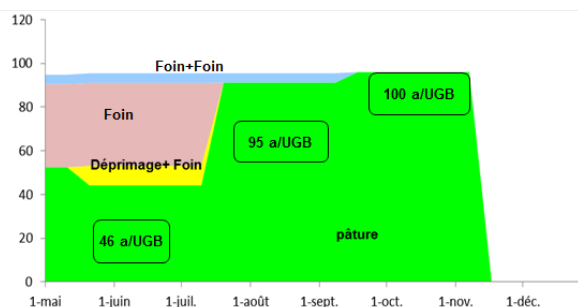 120
100
80
60
40
20
0
Foin+Foin
Foin
Déprimage+ Foin
46 a/UGB
95 a/UGB
100 a/UGB
pâture
1-mai 1-juin 1-juil. 1-août 1-sept. 1-oct. 1-nov. 1-déc.